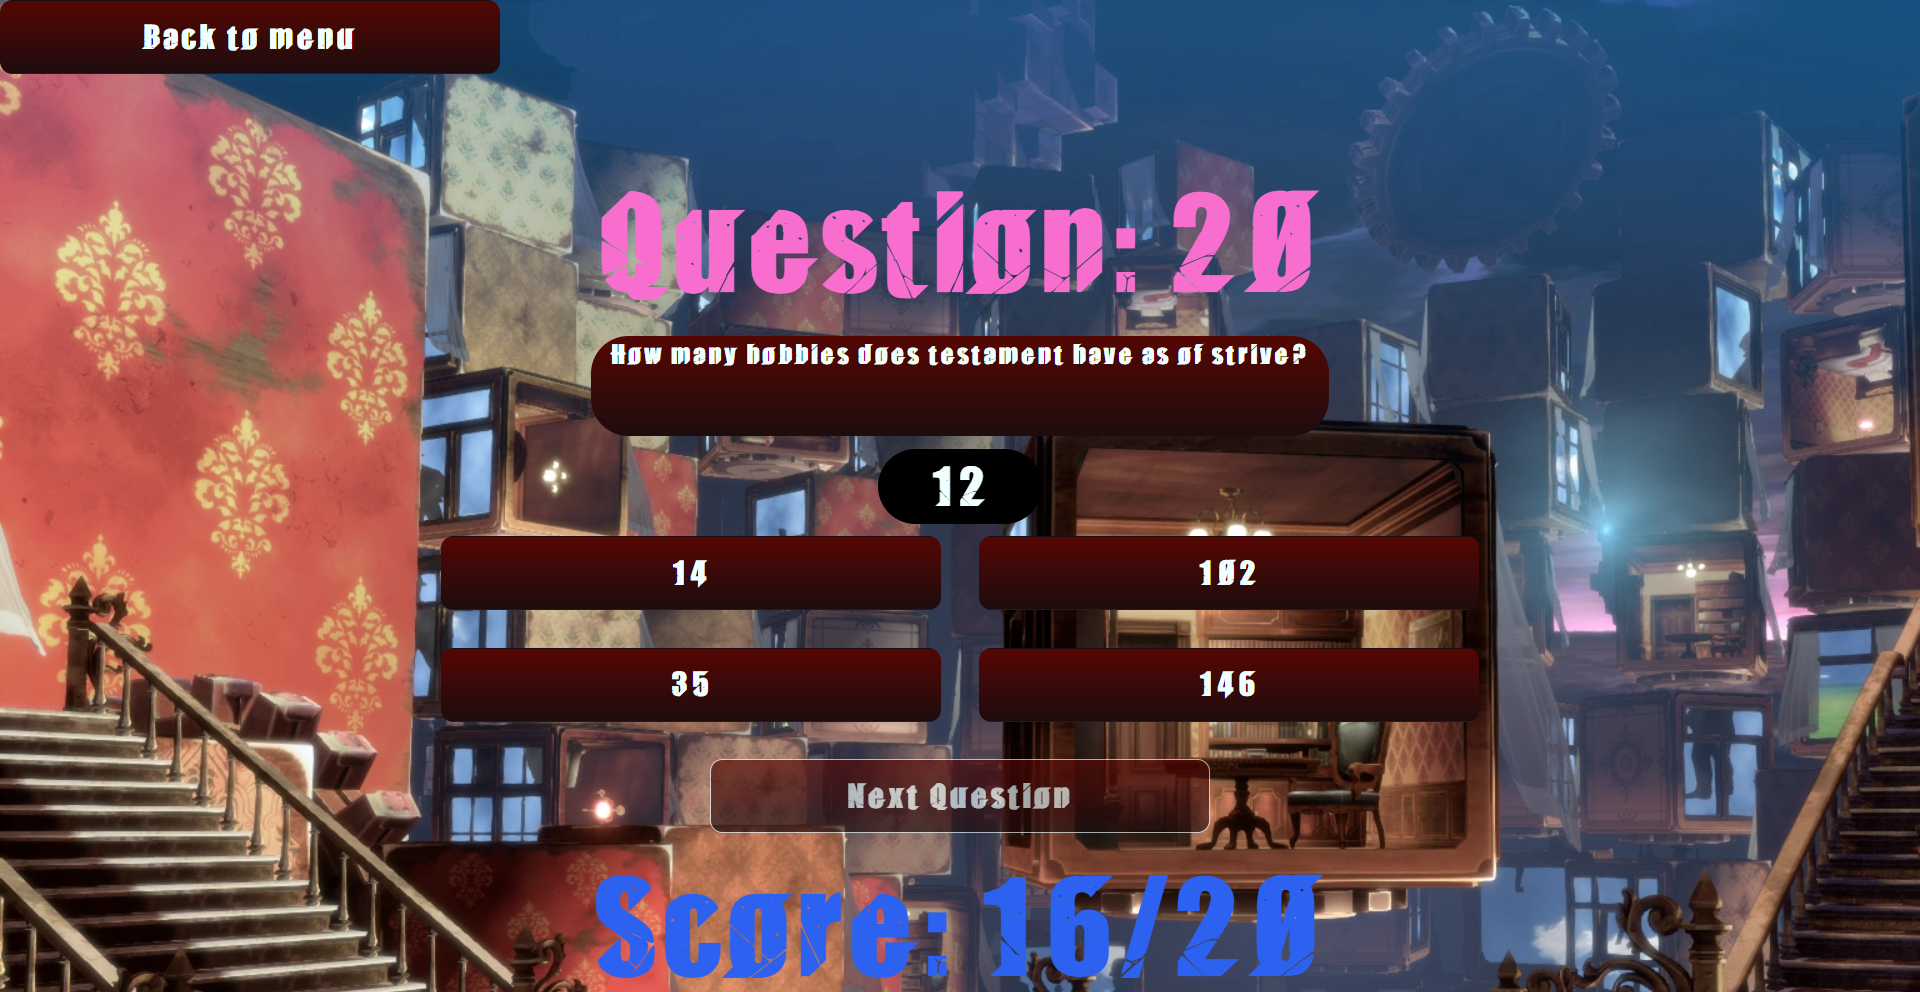 Back to menu
Question: 20
How many hobbies does testament have as of strive?
12
14
102
35
146
Next Question
Score: 16/20